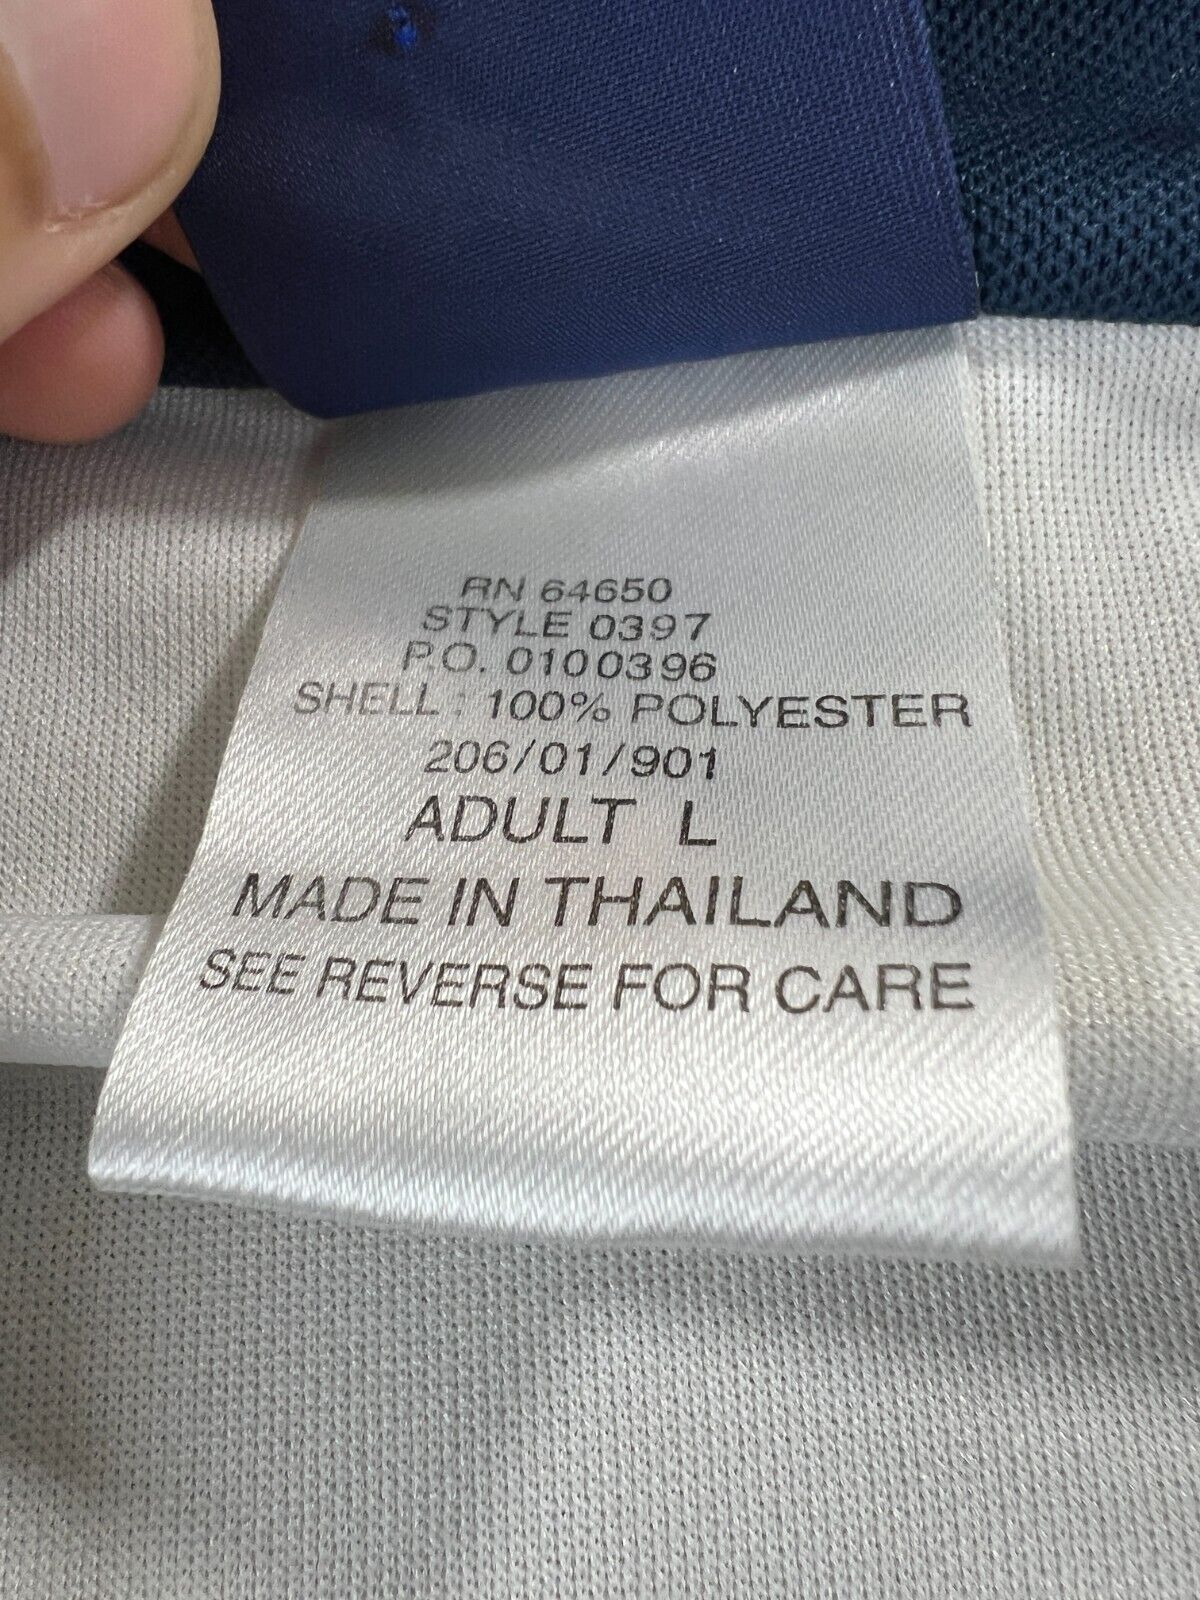 RN 64650
STYLE 0397
P.O. 0100396
SHELL : 100% POLYESTER
206/01/901
ADULT L
MADE IN THAILAND
SEE REVERSE FOR CARE